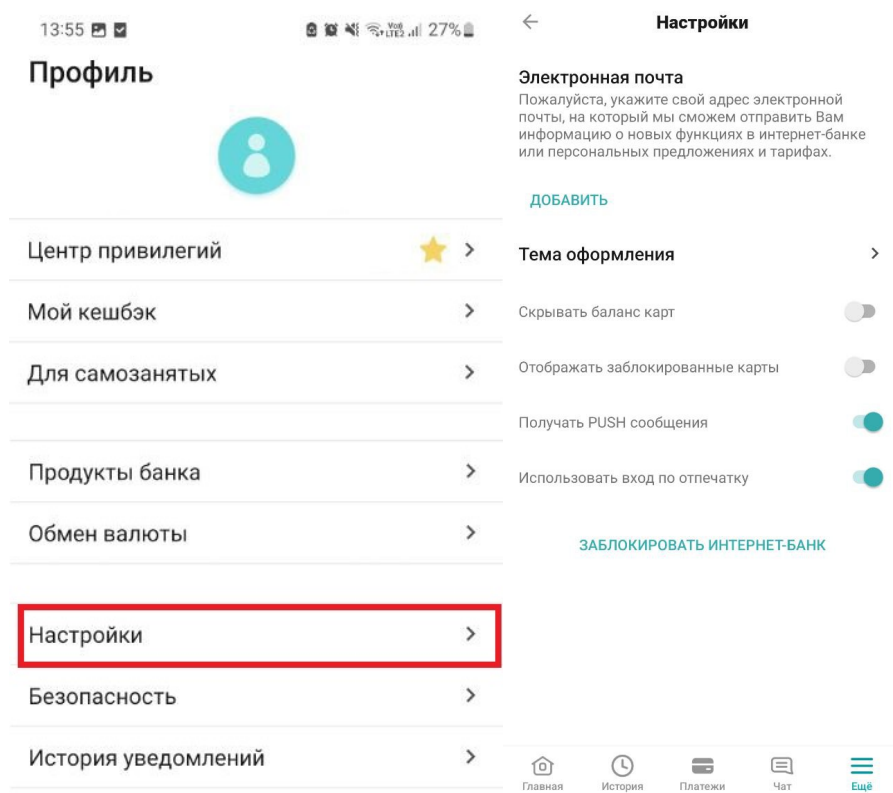 13:55
Vo))
LTE2
27%
Профиль
Центр привилегий
Мой кешбэк
Для самозанятых
Продукты банка
Обмен валюты
Настройки
Безопасность
История уведомлений
Настройки
Электронная почта
Пожалуйста, укажите свой адрес электронной
почты, на который мы сможем отправить Вам
информацию о новых функциях в интернет-банке
или персональных предложениях и тарифах.
ДОБАВИТЬ
Тема оформления
Скрывать баланс карт
Отображать заблокированные карты
Получать PUSH сообщения
Использовать вход по отпечатку
ЗАБЛОКИРОВАТЬ ИНТЕРНЕТ-БАНК
Главная
История
Платежи
Чат
Ещё